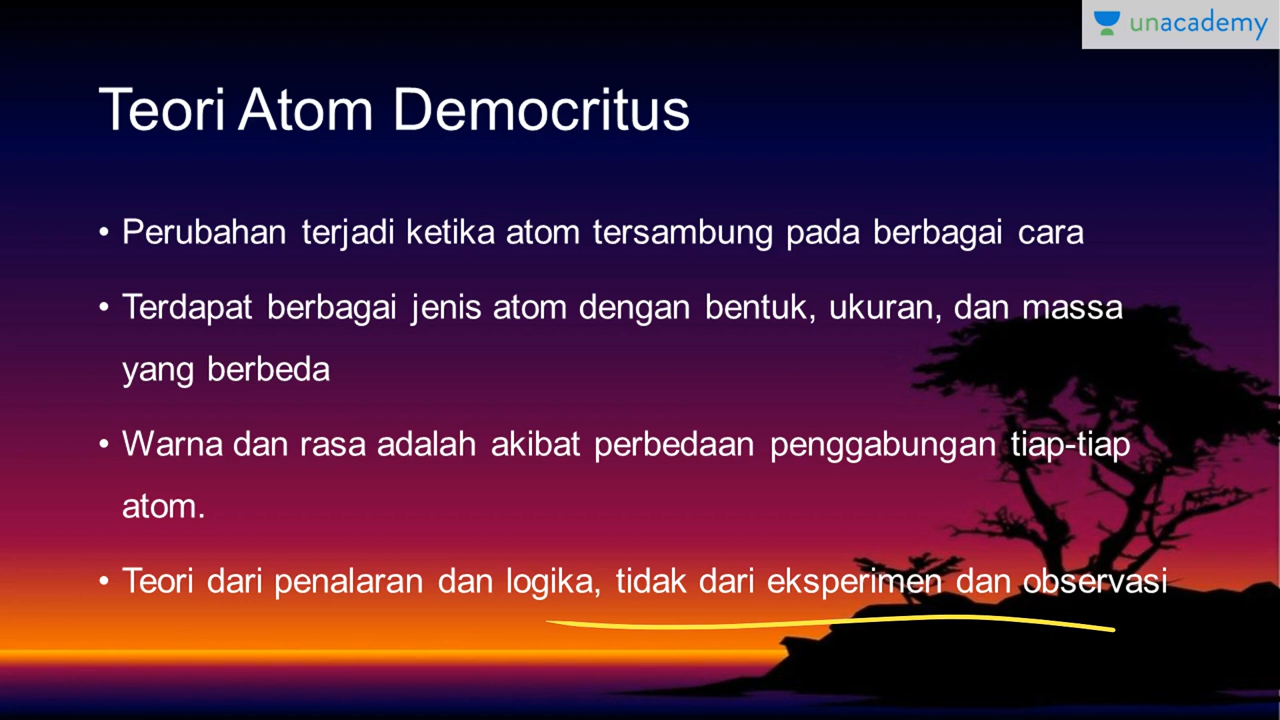 unacademy
Teori Atom Democritus
• Perubahan terjadi ketika atom tersambung pada berbagai cara
• Terdapat berbagai jenis atom dengan bentuk, ukuran, dan massa
yang berbeda
• Warna dan rasa adalah akibat perbedaan penggabungan tiap-tiap
atom.
• Teori dari penalaran dan logika, tidak dari eksperimen dan observasi